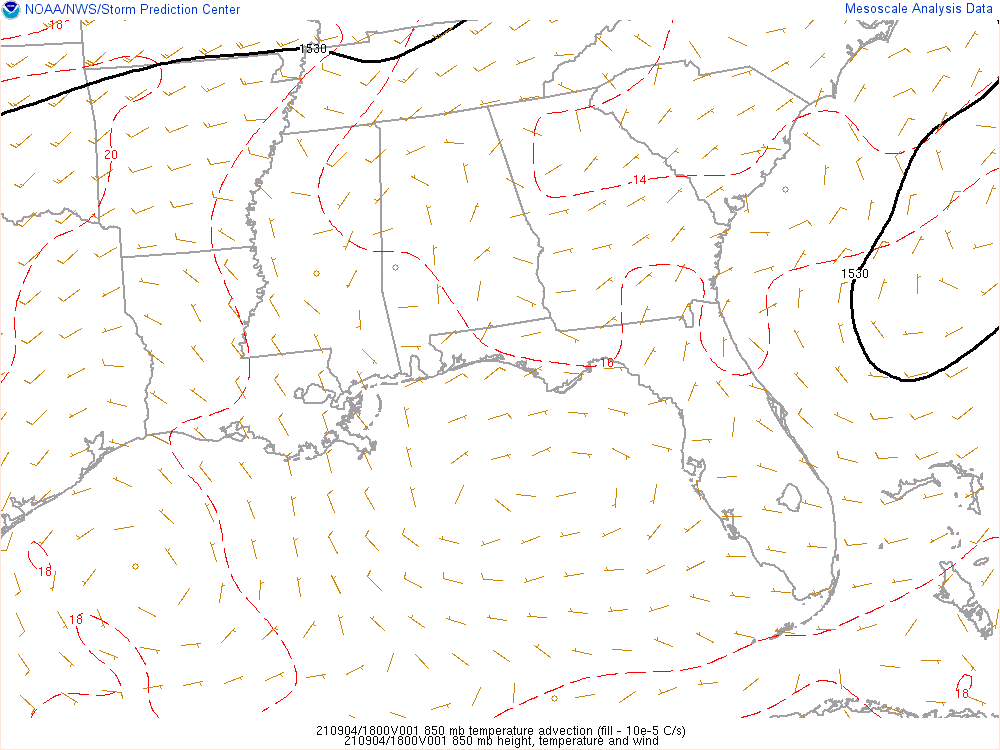 NOAA/NWS/Storm Prediction Center
Mesoscale Analysis Data
18
1530
20
14
1530
16
18
18
18
210904/1800V001 850 mb temperature advection (fill - 10e-5 C/s)
210904/1800V001 850 mb height, temperature and wind